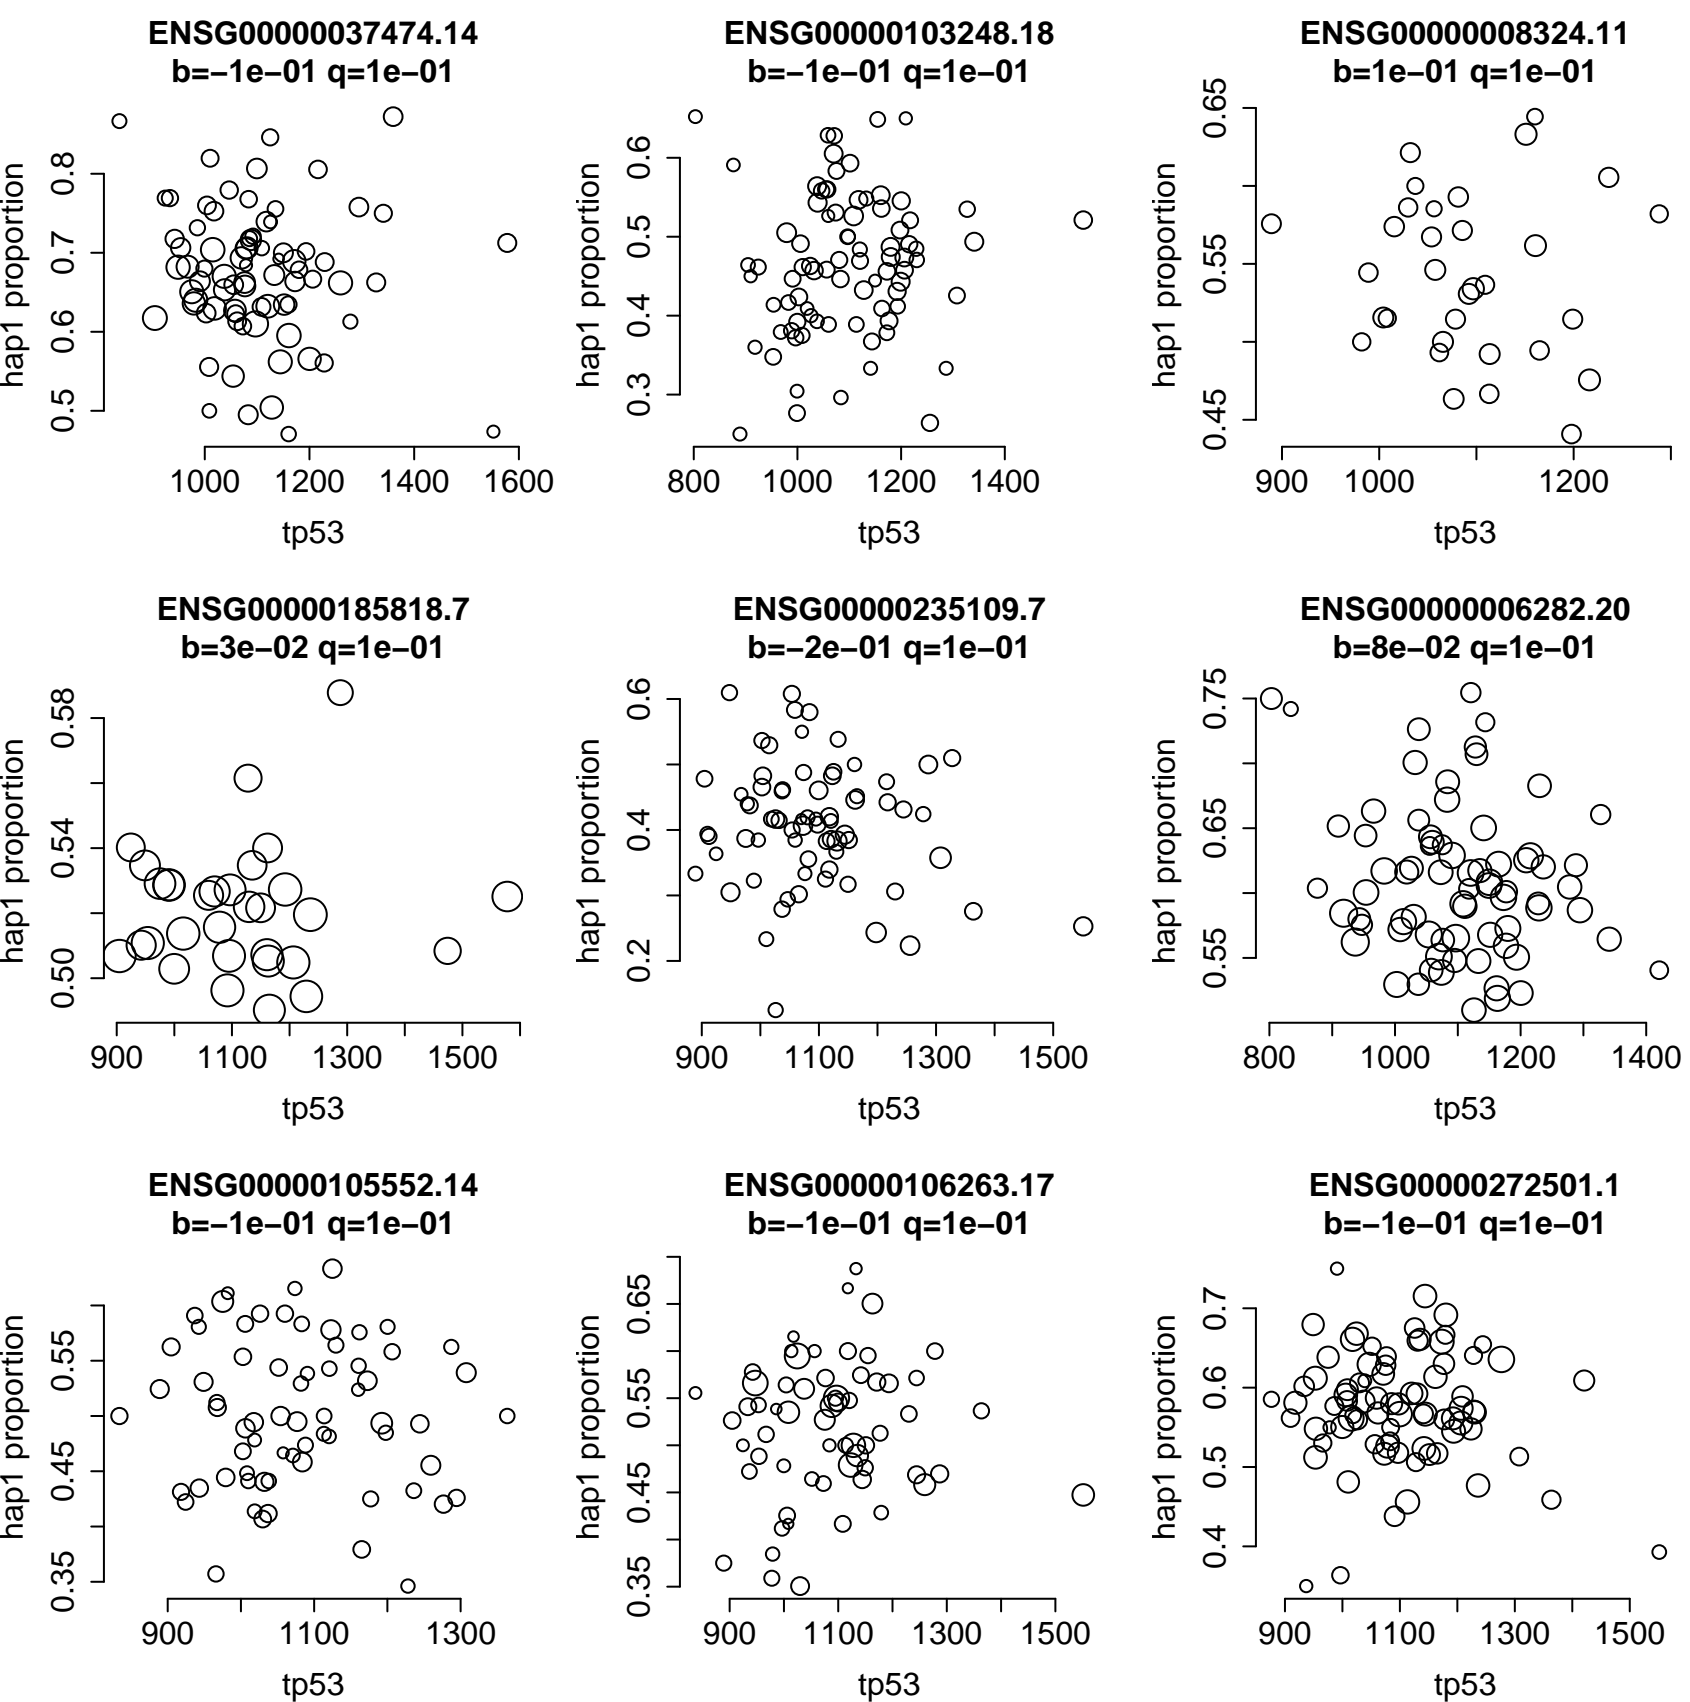 ENSG00000037474.14
b=−1e−01 q=1e−01
hap1 proportion
0.5 0.6 0.7 0.8
1000 1200 1400 1600
tp53
ENSG00000103248.18
b=−1e−01 q=1e−01
hap1 proportion
0.3 0.4 0.5 0.6
800 1000 1200 1400
tp53
ENSG00000008324.11
b=1e−01 q=1e−01
hap1 proportion
0.45 0.55 0.65
900 1000 1200
tp53
ENSG00000185818.7
b=3e−02 q=1e−01
hap1 proportion
0.50 0.54 0.58
900 1100 1300 1500
tp53
ENSG00000235109.7
b=−2e−01 q=1e−01
hap1 proportion
0.2 0.4 0.6
900 1100 1300 1500
tp53
ENSG00000006282.20
b=8e−02 q=1e−01
hap1 proportion
0.55 0.65 0.75
800 1000 1200 1400
tp53
ENSG00000105552.14
b=−1e−01 q=1e−01
hap1 proportion
0.35 0.45 0.55
900 1100 1300
tp53
ENSG00000106263.17
b=−1e−01 q=1e−01
hap1 proportion
0.35 0.45 0.55 0.65
900 1100 1300 1500
tp53
ENSG00000272501.1
b=−1e−01 q=1e−01
hap1 proportion
0.4 0.5 0.6 0.7
900 1100 1300 1500
tp53